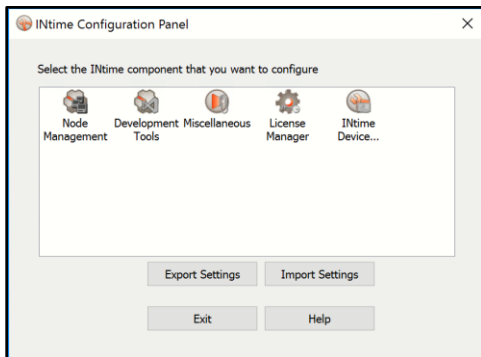 INtime Configuration Panel
Select the INtime component that you want to configure
Node Management
Development Tools
Miscellaneous
License Manager
INtime Device...
Export Settings
Import Settings
Exit
Help